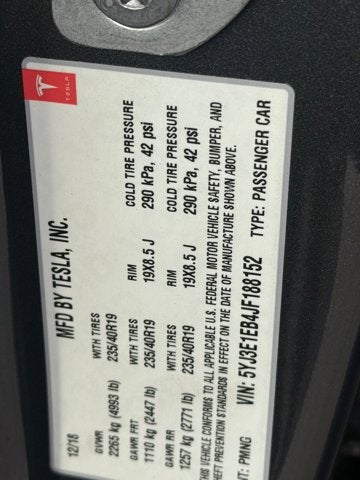 TESLA
MFD BY TESLA, INC.
12/18
GVWR WITH TIRES RIM COLD TIRE PRESSURE
2265 kg (4993 lb) 235/40R19 19X8.5 J 290 kPa, 42 psi
GAWR FRT WITH TIRES RIM COLD TIRE PRESSURE
1110 kg (2447 lb) 235/40R19 19X8.5 J 290 kPa, 42 psi
GAWR RR
1257 kg (2771 lb) 235/40R19
THIS VEHICLE CONFORMS TO ALL APPLICABLE U.S. FEDERAL MOTOR VEHICLE SAFETY, BUMPER, AND
THEFT PREVENTION STANDARDS IN EFFECT ON THE DATE OF MANUFACTURE SHOWN ABOVE.
PMNG VIN: 5YJ3E1EB4JF188152 TYPE: PASSENGER CAR